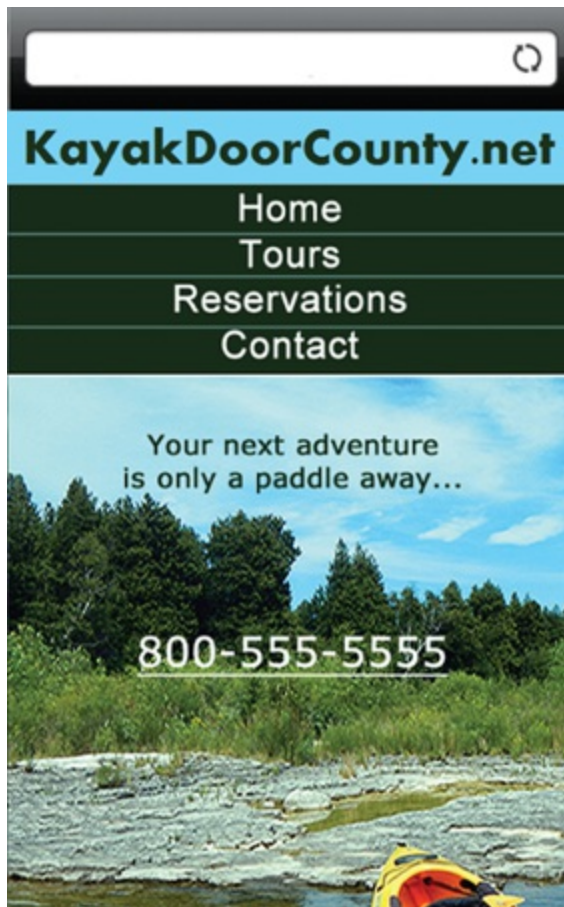 KayakDoorCounty.net
Home
Tours
Reservations
Contact
Your next adventure
is only a paddle away...
800-555-5555